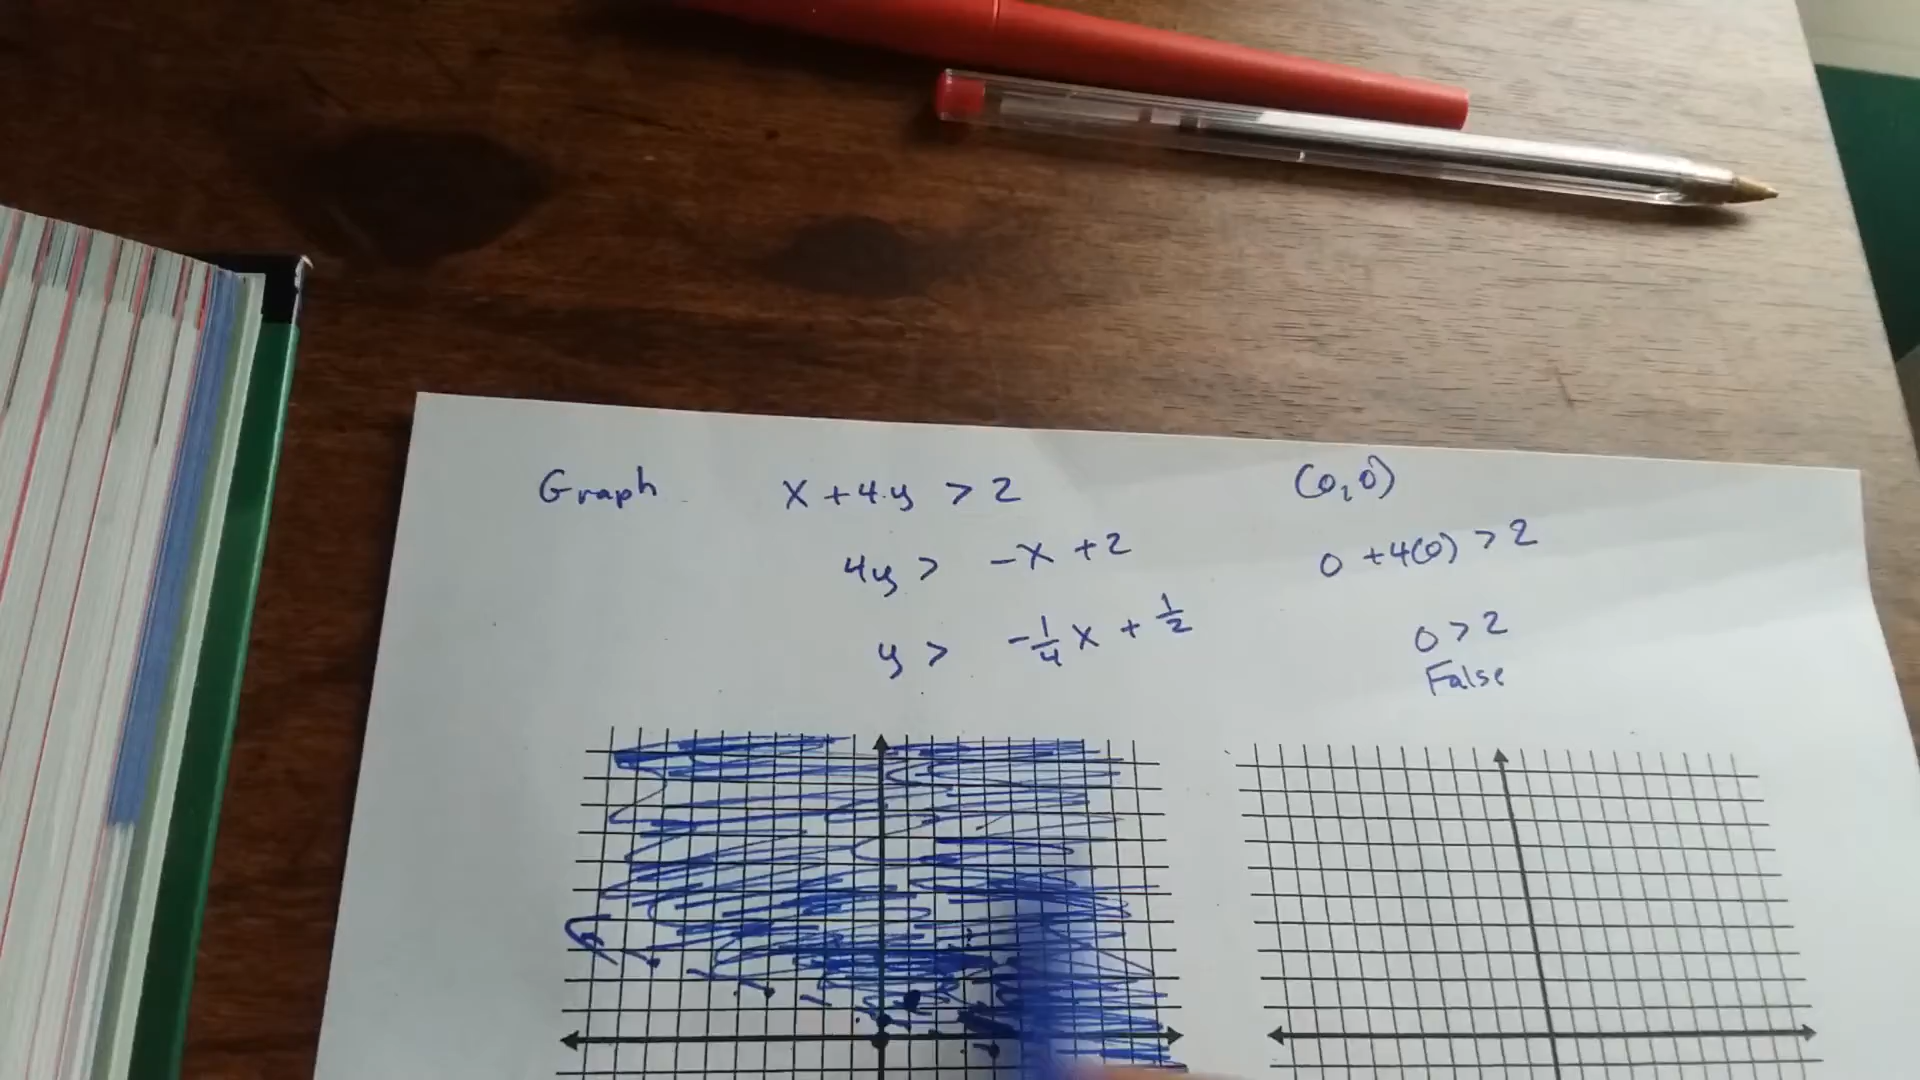 Graph x + 4y > 2
4y > -x + 2
y > -1/4 x + 1/2
(0,0)
0 + 4(0) > 2
0 > 2
False